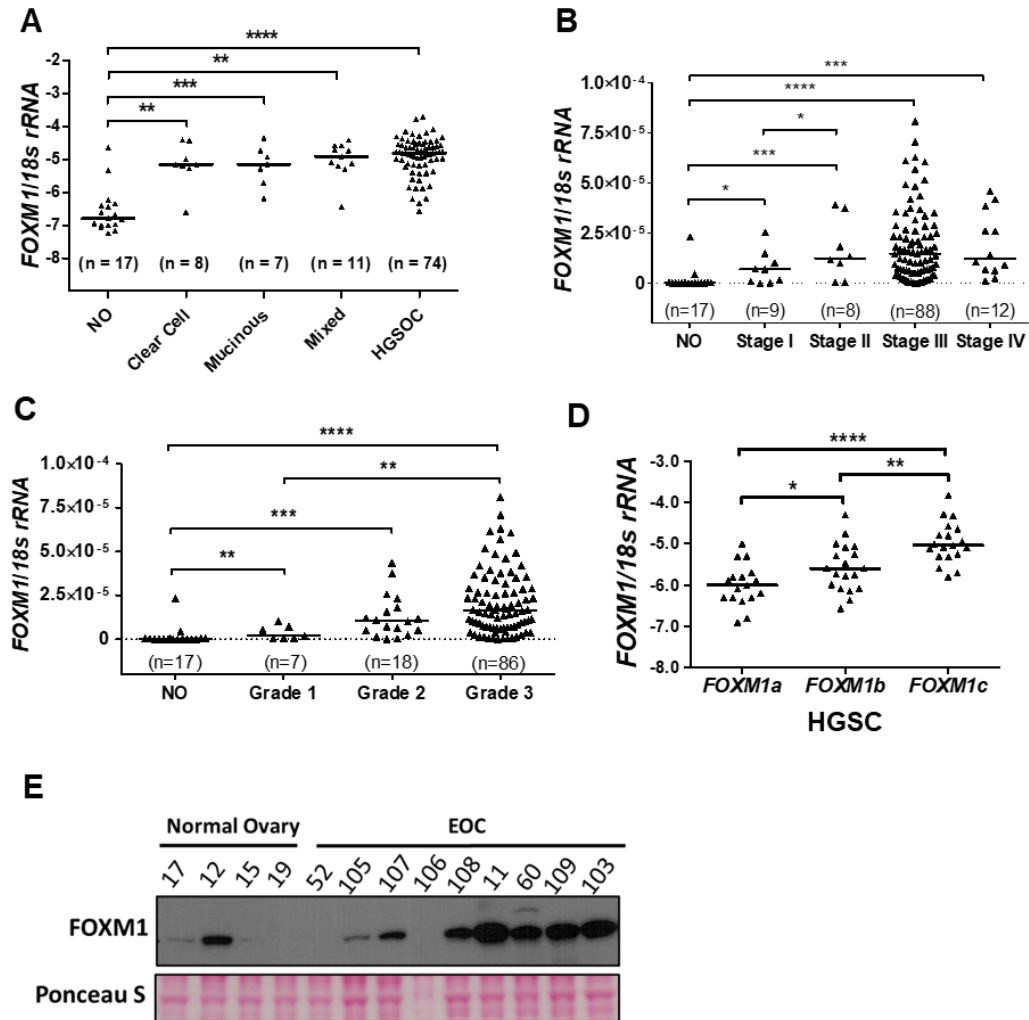 A
****
**
***
**
FOXM1/18s rRNA
-2
-3
-4
-5
-6
-7
-8
(n = 17) (n = 8) (n = 7) (n = 11) (n = 74)
NO Clear Cell Mucinous Mixed HGSOC
B
***
****
*
***
*
FOXM1/18s rRNA
1.0×10⁻⁴
7.5×10⁻⁵
5.0×10⁻⁵
2.5×10⁻⁵
0
(n=17) (n=9) (n=8) (n=88) (n=12)
NO Stage I Stage II Stage III Stage IV
C
****
**
***
**
FOXM1/18s rRNA
1.0×10⁻⁴
7.5×10⁻⁵
5.0×10⁻⁵
2.5×10⁻⁵
0
(n=17) (n=7) (n=18) (n=86)
NO Grade 1 Grade 2 Grade 3
D
****
**
*
FOXM1/18s rRNA
-3.0
-4.0
-5.0
-6.0
-7.0
-8.0
FOXM1a FOXM1b FOXM1c
HGSC
E
Normal Ovary EOC
17 12 15 19 52 105 107 106 108 11 60 109 103
FOXM1
Ponceau S